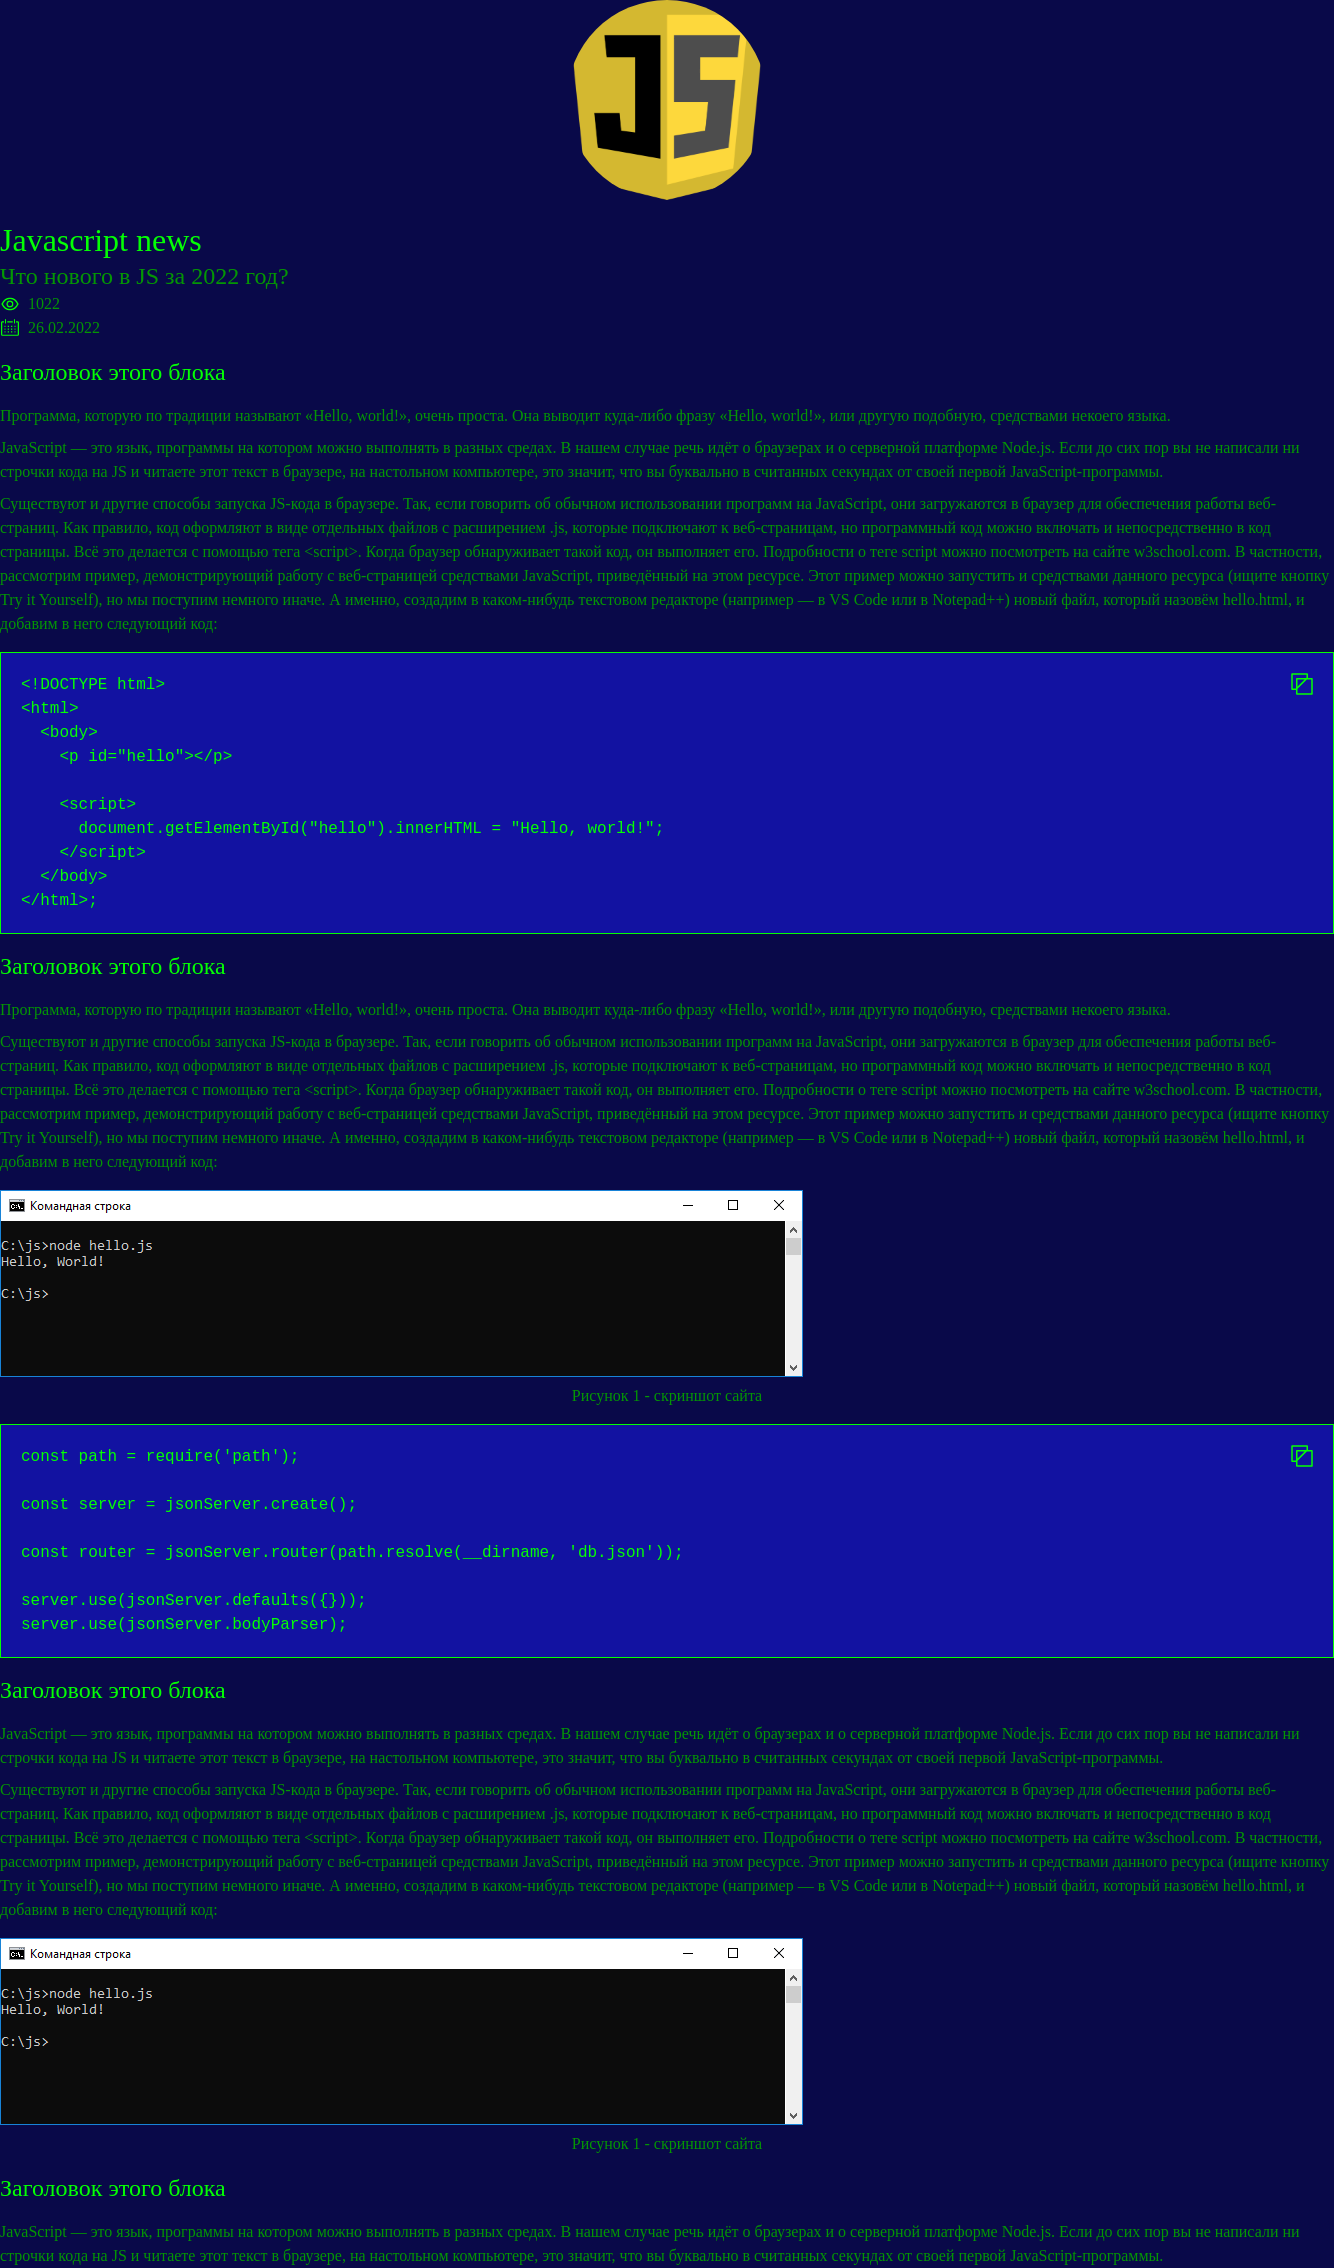 JS
Javascript news
Что нового в JS за 2022 год?
1022
26.02.2022
Заголовок этого блока
Программа, которую по традиции называют «Hello, world!», очень проста. Она выводит куда-либо фразу «Hello, world!», или другую подобную, средствами некоего языка.
JavaScript — это язык, программы на котором можно выполнять в разных средах. В нашем случае речь идёт о браузерах и о серверной платформе Node.js. Если до сих пор вы не написали ни
строчки кода на JS и читаете этот текст в браузере, на настольном компьютере, это значит, что вы буквально в считанных секундах от своей первой JavaScript-программы.
Существуют и другие способы запуска JS-кода в браузере. Так, если говорить об обычном использовании программ на JavaScript, они загружаются в браузер для обеспечения работы веб-
страниц. Как правило, код оформляют в виде отдельных файлов с расширением .js, которые подключают к веб-страницам, но программный код можно включать и непосредственно в код
страницы. Всё это делается с помощью тега <script>. Когда браузер обнаруживает такой код, он выполняет его. Подробности о теге script можно посмотреть на сайте w3school.com. В частности,
рассмотрим пример, демонстрирующий работу с веб-страницей средствами JavaScript, приведённый на этом ресурсе. Этот пример можно запустить и средствами данного ресурса (ищите кнопку
Try it Yourself), но мы поступим немного иначе. А именно, создадим в каком-нибудь текстовом редакторе (например — в VS Code или в Notepad++) новый файл, который назовём hello.html, и
добавим в него следующий код:
<!DOCTYPE html>
<html>
  <body>
    <p id="hello"></p>
    <script>
      document.getElementById("hello").innerHTML = "Hello, world!";
    </script>
  </body>
</html>;
Заголовок этого блока
Программа, которую по традиции называют «Hello, world!», очень проста. Она выводит куда-либо фразу «Hello, world!», или другую подобную, средствами некоего языка.
Существуют и другие способы запуска JS-кода в браузере. Так, если говорить об обычном использовании программ на JavaScript, они загружаются в браузер для обеспечения работы веб-
страниц. Как правило, код оформляют в виде отдельных файлов с расширением .js, которые подключают к веб-страницам, но программный код можно включать и непосредственно в код
страницы. Всё это делается с помощью тега <script>. Когда браузер обнаруживает такой код, он выполняет его. Подробности о теге script можно посмотреть на сайте w3school.com. В частности,
рассмотрим пример, демонстрирующий работу с веб-страницей средствами JavaScript, приведённый на этом ресурсе. Этот пример можно запустить и средствами данного ресурса (ищите кнопку
Try it Yourself), но мы поступим немного иначе. А именно, создадим в каком-нибудь текстовом редакторе (например — в VS Code или в Notepad++) новый файл, который назовём hello.html, и
добавим в него следующий код:
Командная строка
C:\js>node hello.js
Hello, World!
C:\js>
Рисунок 1 - скриншот сайта
const path = require('path');
const server = jsonServer.create();
const router = jsonServer.router(path.resolve(__dirname, 'db.json'));
server.use(jsonServer.defaults({}));
server.use(jsonServer.bodyParser);
Заголовок этого блока
JavaScript — это язык, программы на котором можно выполнять в разных средах. В нашем случае речь идёт о браузерах и о серверной платформе Node.js. Если до сих пор вы не написали ни
строчки кода на JS и читаете этот текст в браузере, на настольном компьютере, это значит, что вы буквально в считанных секундах от своей первой JavaScript-программы.
Существуют и другие способы запуска JS-кода в браузере. Так, если говорить об обычном использовании программ на JavaScript, они загружаются в браузер для обеспечения работы веб-
страниц. Как правило, код оформляют в виде отдельных файлов с расширением .js, которые подключают к веб-страницам, но программный код можно включать и непосредственно в код
страницы. Всё это делается с помощью тега <script>. Когда браузер обнаруживает такой код, он выполняет его. Подробности о теге script можно посмотреть на сайте w3school.com. В частности,
рассмотрим пример, демонстрирующий работу с веб-страницей средствами JavaScript, приведённый на этом ресурсе. Этот пример можно запустить и средствами данного ресурса (ищите кнопку
Try it Yourself), но мы поступим немного иначе. А именно, создадим в каком-нибудь текстовом редакторе (например — в VS Code или в Notepad++) новый файл, который назовём hello.html, и
добавим в него следующий код:
Командная строка
C:\js>node hello.js
Hello, World!
C:\js>
Рисунок 1 - скриншот сайта
Заголовок этого блока
JavaScript — это язык, программы на котором можно выполнять в разных средах. В нашем случае речь идёт о браузерах и о серверной платформе Node.js. Если до сих пор вы не написали ни
строчки кода на JS и читаете этот текст в браузере, на настольном компьютере, это значит, что вы буквально в считанных секундах от своей первой JavaScript-программы.